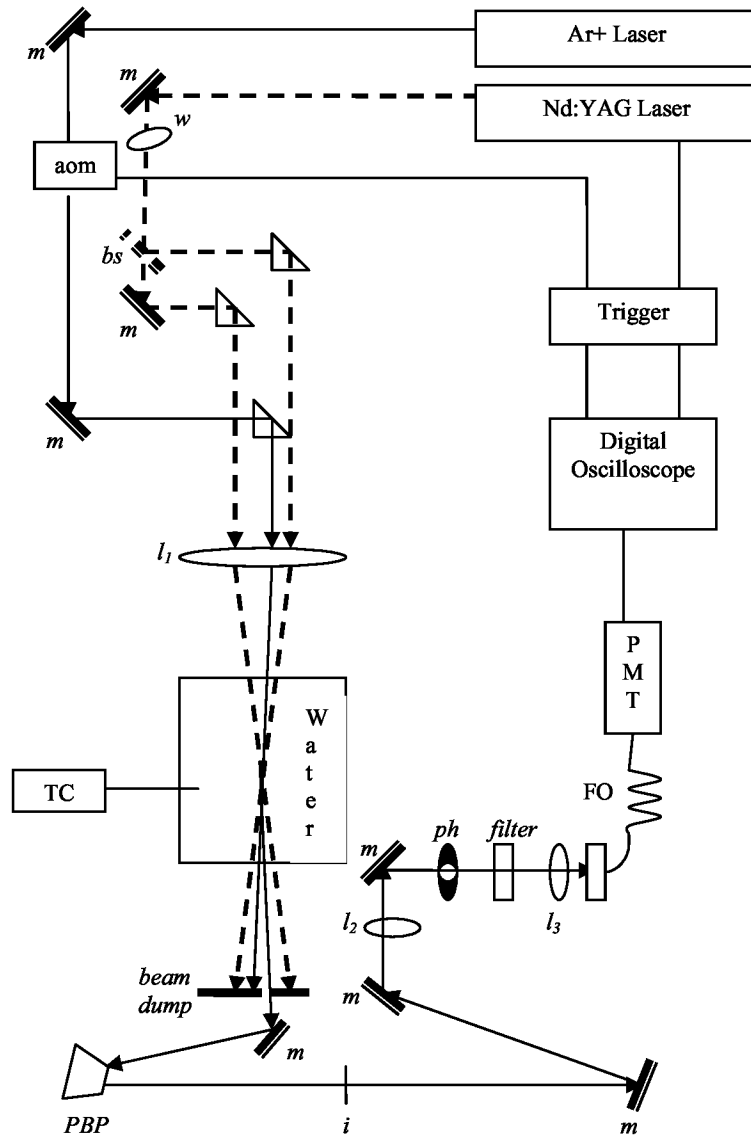 Ar+ Laser
m
m
Nd:YAG Laser
w
aom
bs
m
Trigger
m
Digital
Oscilloscope
l1
P
M
T
W
a
t
e
r
TC
FO
ph
filter
m
l2
l3
beam
dump
m
m
PBP
i
m